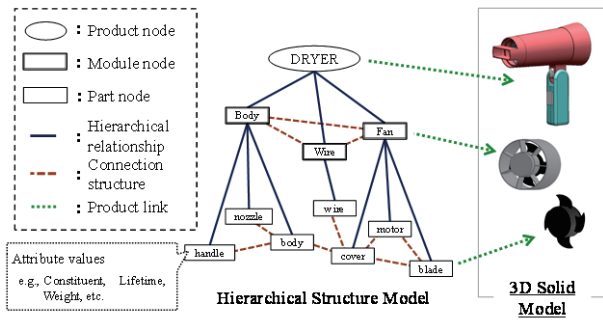 : Product node
: Module node
: Part node
: Hierarchical
relationship
: Connection
structure
: Product link
Attribute values
e.g., Constituent, Lifetime,
Weight, etc.
DRYER
Body
Fan
Wire
nozzle
wire
motor
handle
body
cover
blade
Hierarchical Structure Model
3D Solid
Model